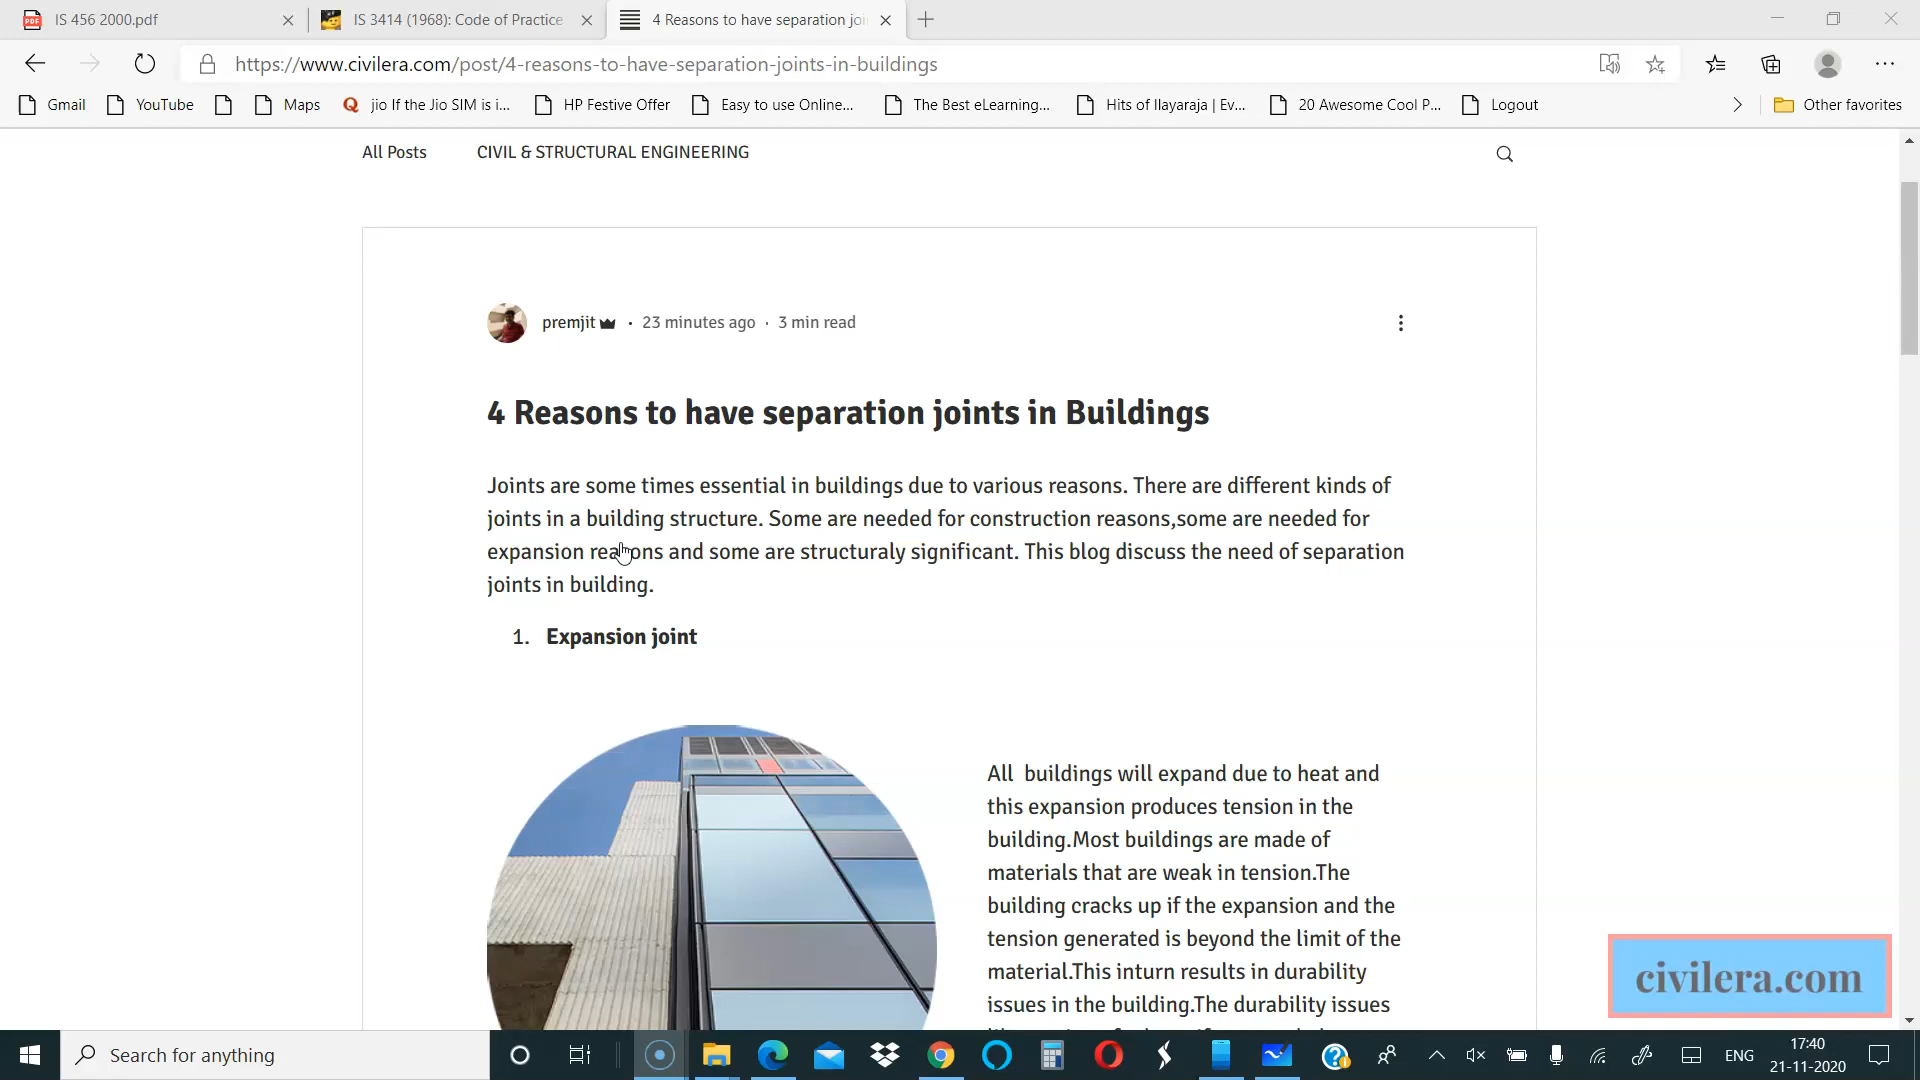 IS 456 2000.pdf
IS 3414 (1968): Code of Practice
4 Reasons to have separation joi
https://www.civilera.com/post/4-reasons-to-have-separation-joints-in-buildings
Gmail YouTube Maps jio If the Jio SIM is i... HP Festive Offer Easy to use Online... The Best eLearning... Hits of Ilayaraja | Ev... 20 Awesome Cool P... Logout Other favorites
All Posts CIVIL & STRUCTURAL ENGINEERING
premjit · 23 minutes ago · 3 min read
4 Reasons to have separation joints in Buildings
Joints are some times essential in buildings due to various reasons. There are different kinds of
joints in a building structure. Some are needed for construction reasons,some are needed for
expansion reasons and some are structuraly significant. This blog discuss the need of separation
joints in building.
1. Expansion joint
All buildings will expand due to heat and
this expansion produces tension in the
building.Most buildings are made of
materials that are weak in tension.The
building cracks up if the expansion and the
tension generated is beyond the limit of the
material.This inturn results in durability
issues in the building.The durability issues
civilera.com
Search for anything
ENG
17:40
21-11-2020